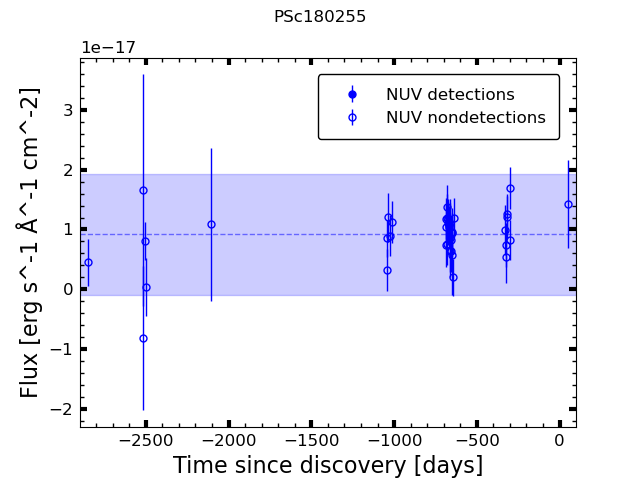 PSc180255
1e−17
Flux [erg s^-1 Å^-1 cm^-2]
3
2
1
0
−1
−2
NUV detections
NUV nondetections
−2500 −2000 −1500 −1000 −500 0
Time since discovery [days]